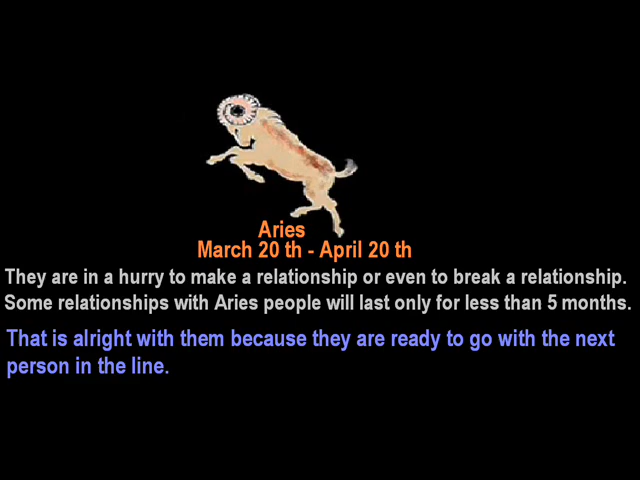 Aries
March 20 th - April 20 th
They are in a hurry to make a relationship or even to break a relationship.
Some relationships with Aries people will last only for less than 5 months.
That is alright with them because they are ready to go with the next
person in the line.